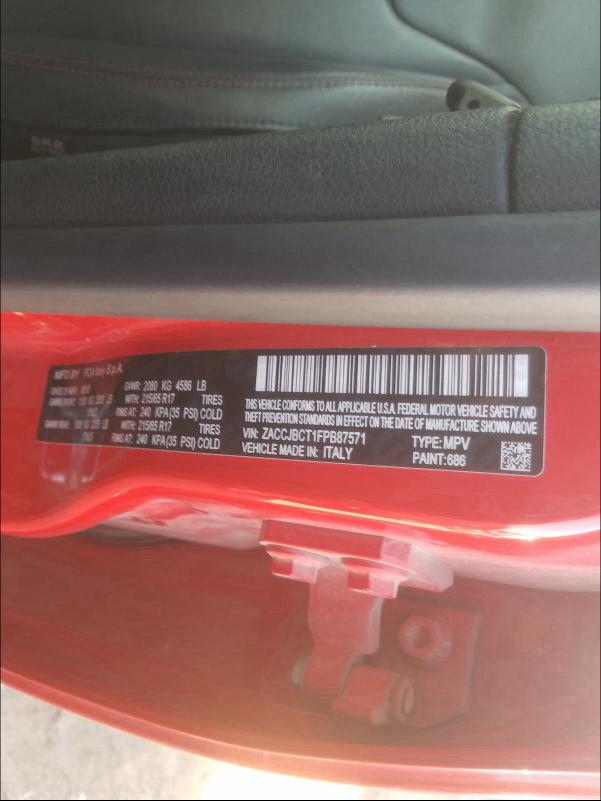 MFD BY FCA Italy S.p.A.
DATE OF MFR
GVWR: 2080 KG 4586 LB
WITH 215/65 R17 TIRES
RIMS AT: 240 KPA(35 PSI) COLD
WITH: 215/65 R17 TIRES
RIMS AT: 240 KPA(35 PSI) COLD
THIS VEHICLE CONFORMS TO ALL APPLICABLE U.S.A. FEDERAL MOTOR VEHICLE SAFETY AND
THEFT PREVENTION STANDARDS IN EFFECT ON THE DATE OF MANUFACTURE SHOWN ABOVE
VIN: ZACCJBCT1FPB87571 TYPE: MPV
VEHICLE MADE IN: ITALY PAINT:686